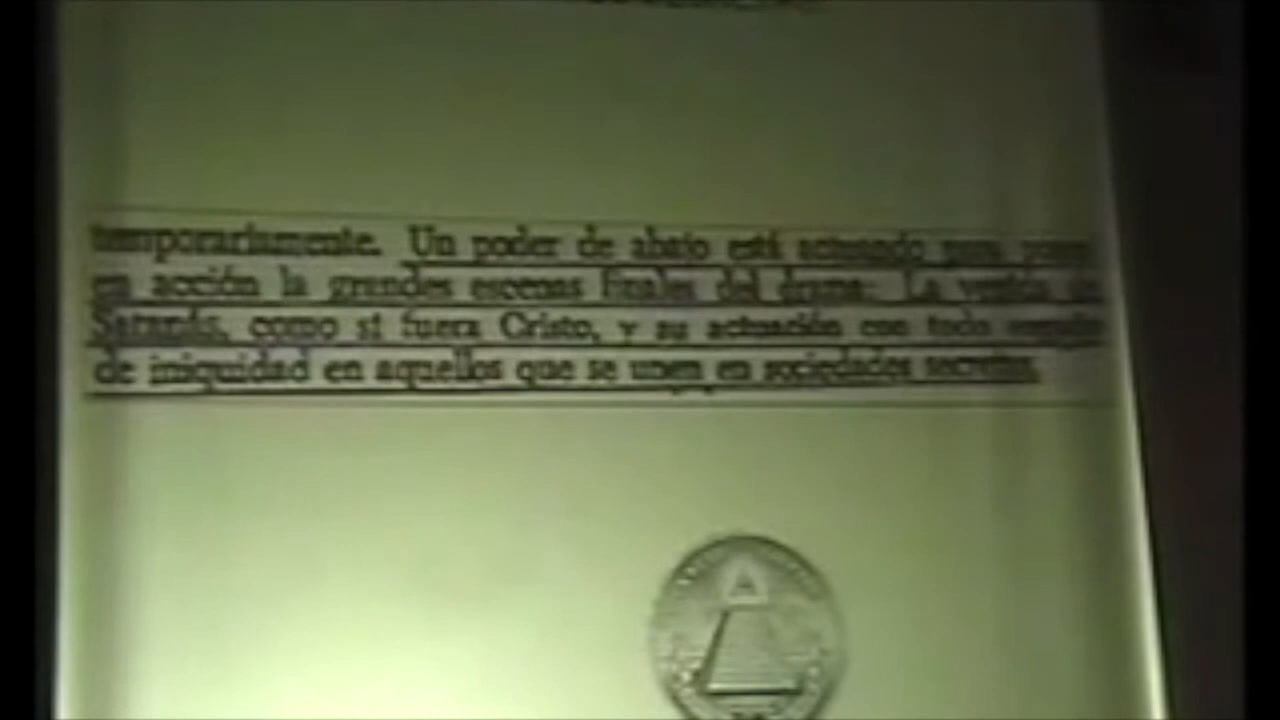 temporariamente. Un poder de abajo está actuando para
en acción la grandes escenas finales del drama: La venida de
Satanás, como si fuera Cristo, y su actuación con todo engaño
de iniquidad en aquellos que se unen en sociedades secretas.